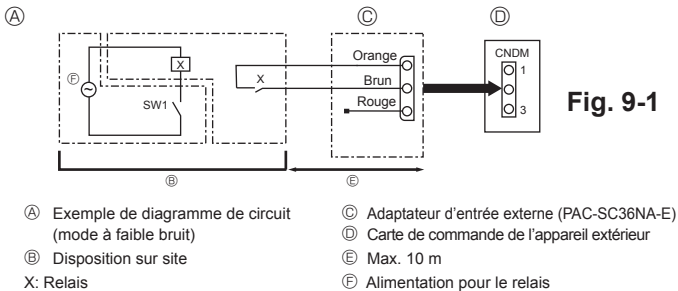 Ⓐ Ⓒ Ⓓ
Orange
Brun
Rouge
X
X
SW1
Ⓕ
CNDM
1
3
Fig. 9-1
Ⓑ Ⓔ
Ⓐ Exemple de diagramme de circuit
(mode à faible bruit)
Ⓑ Disposition sur site
X: Relais
Ⓒ Adaptateur d'entrée externe (PAC-SC36NA-E)
Ⓓ Carte de commande de l'appareil extérieur
Ⓔ Max. 10 m
Ⓕ Alimentation pour le relais